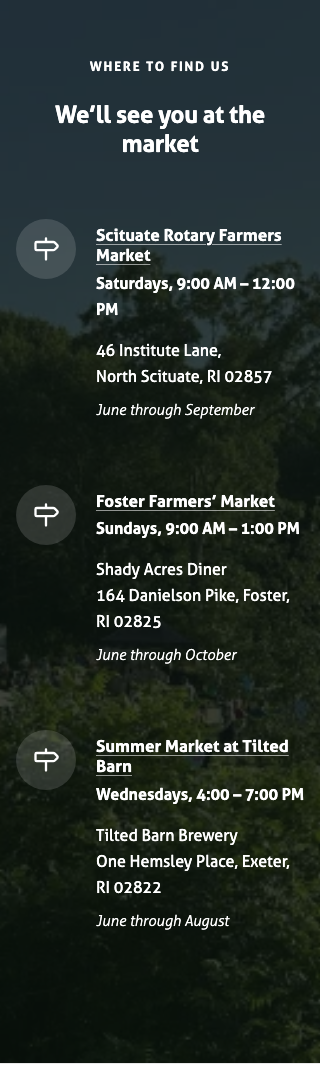 WHERE TO FIND US
We’ll see you at the
market
Scituate Rotary Farmers
Market
Saturdays, 9:00 AM – 12:00
PM
46 Institute Lane,
North Scituate, RI 02857
June through September
Foster Farmers’ Market
Sundays, 9:00 AM – 1:00 PM
Shady Acres Diner
164 Danielson Pike, Foster,
RI 02825
June through October
Summer Market at Tilted
Barn
Wednesdays, 4:00 – 7:00 PM
Tilted Barn Brewery
One Hemsley Place, Exeter,
RI 02822
June through August